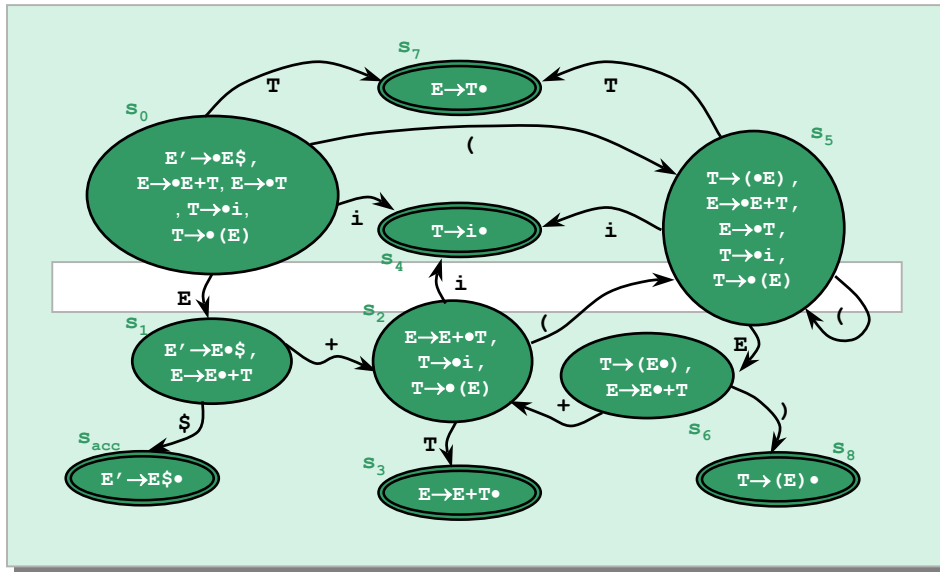 s7
T
E→T•
T
s0
s5
E′→•E$,
E→•E+T, E→•T
, T→•i,
T→•(E)
(
T→(•E),
E→•E+T,
E→•T,
T→•i,
T→•(E)
i
T→i•
i
s4
E
i
(
(
s1
s2
E′→E•$,
E→E•+T
+
E→E+•T,
T→•i,
T→•(E)
E
T→(E•),
E→E•+T
+
)
s6
$
sacc
E′→E$•
T
s3
E→E+T•
s8
T→(E)•